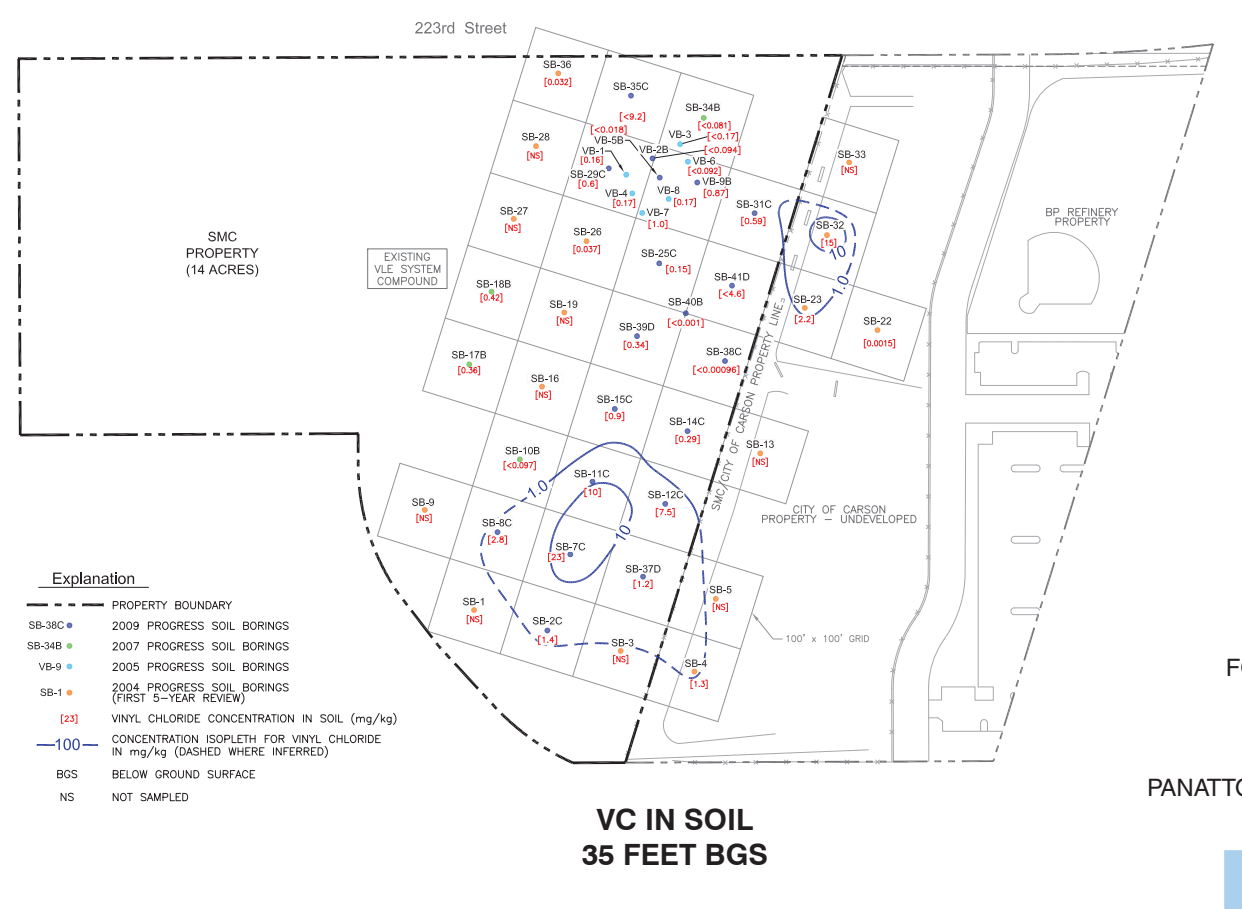 223rd Street
SB-36
[0.032]
SB-35C
[<9.2]
SB-34B
[<0.081]
[<0.018]
VB-3
[<0.17]
SB-28
[NS]
VB-5B
VB-1
[0.16]
VB-2B
[<0.094]
SB-33
[NS]
VB-6
[<0.092]
SB-29C
[0.6]
VB-9B
[0.87]
VB-4
[0.17]
VB-8
[0.17]
VB-7
[1.0]
SB-31C
[0.59]
SB-27
[NS]
SB-26
[0.037]
SB-32
[15]
10
1.0
BP REFINERY
PROPERTY
SMC
PROPERTY
(14 ACRES)
EXISTING
VLE SYSTEM
COMPOUND
SB-25C
[0.15]
SB-41D
[<4.6]
SB-18B
[0.42]
SB-19
[NS]
SB-40B
[<0.001]
SB-23
[2.2]
SB-22
[0.0015]
SB-39D
[0.34]
SB-38C
[<0.00096]
SB-17B
[0.36]
SB-16
[NS]
SB-15C
[0.9]
SB-14C
[0.29]
SB-13
[NS]
SMC/CITY OF CARSON PROPERTY LINE
SB-10B
[<0.097]
SB-11C
[10]
1.0
SB-12C
[7.5]
SB-9
[NS]
SB-8C
[2.8]
10
CITY OF CARSON
PROPERTY – UNDEVELOPED
SB-7C
[23]
SB-37D
[1.2]
SB-5
[NS]
SB-1
[NS]
SB-2C
[1.4]
SB-3
[NS]
SB-4
[1.3]
100' x 100' GRID
Explanation
PROPERTY BOUNDARY
SB-38C 2009 PROGRESS SOIL BORINGS
SB-34B 2007 PROGRESS SOIL BORINGS
VB-9 2005 PROGRESS SOIL BORINGS
SB-1 2004 PROGRESS SOIL BORINGS
(FIRST 5-YEAR REVIEW)
[23] VINYL CHLORIDE CONCENTRATION IN SOIL (mg/kg)
100 CONCENTRATION ISOPLETH FOR VINYL CHLORIDE
IN mg/kg (DASHED WHERE INFERRED)
BGS BELOW GROUND SURFACE
NS NOT SAMPLED
VC IN SOIL
35 FEET BGS
PANATTO